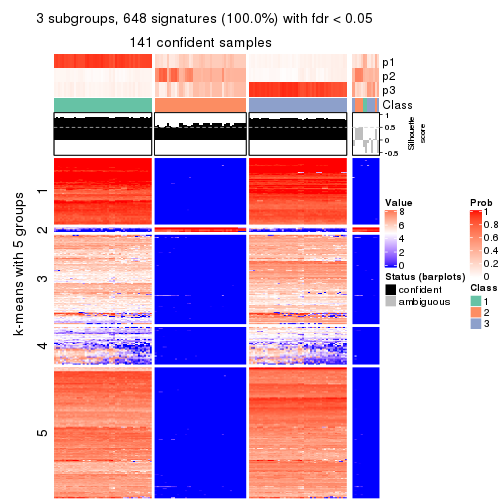 3 subgroups, 648 signatures (100.0%) with fdr < 0.05
141 confident samples
p1
p2
p3
Class
1
0.5
0
-0.5
Silhouette
score
k-means with 5 groups
1
2
3
4
5
Value
8
6
4
2
0
Status (barplots)
confident
ambiguous
Prob
1
0.8
0.6
0.4
0.2
0
Class
1
2
3